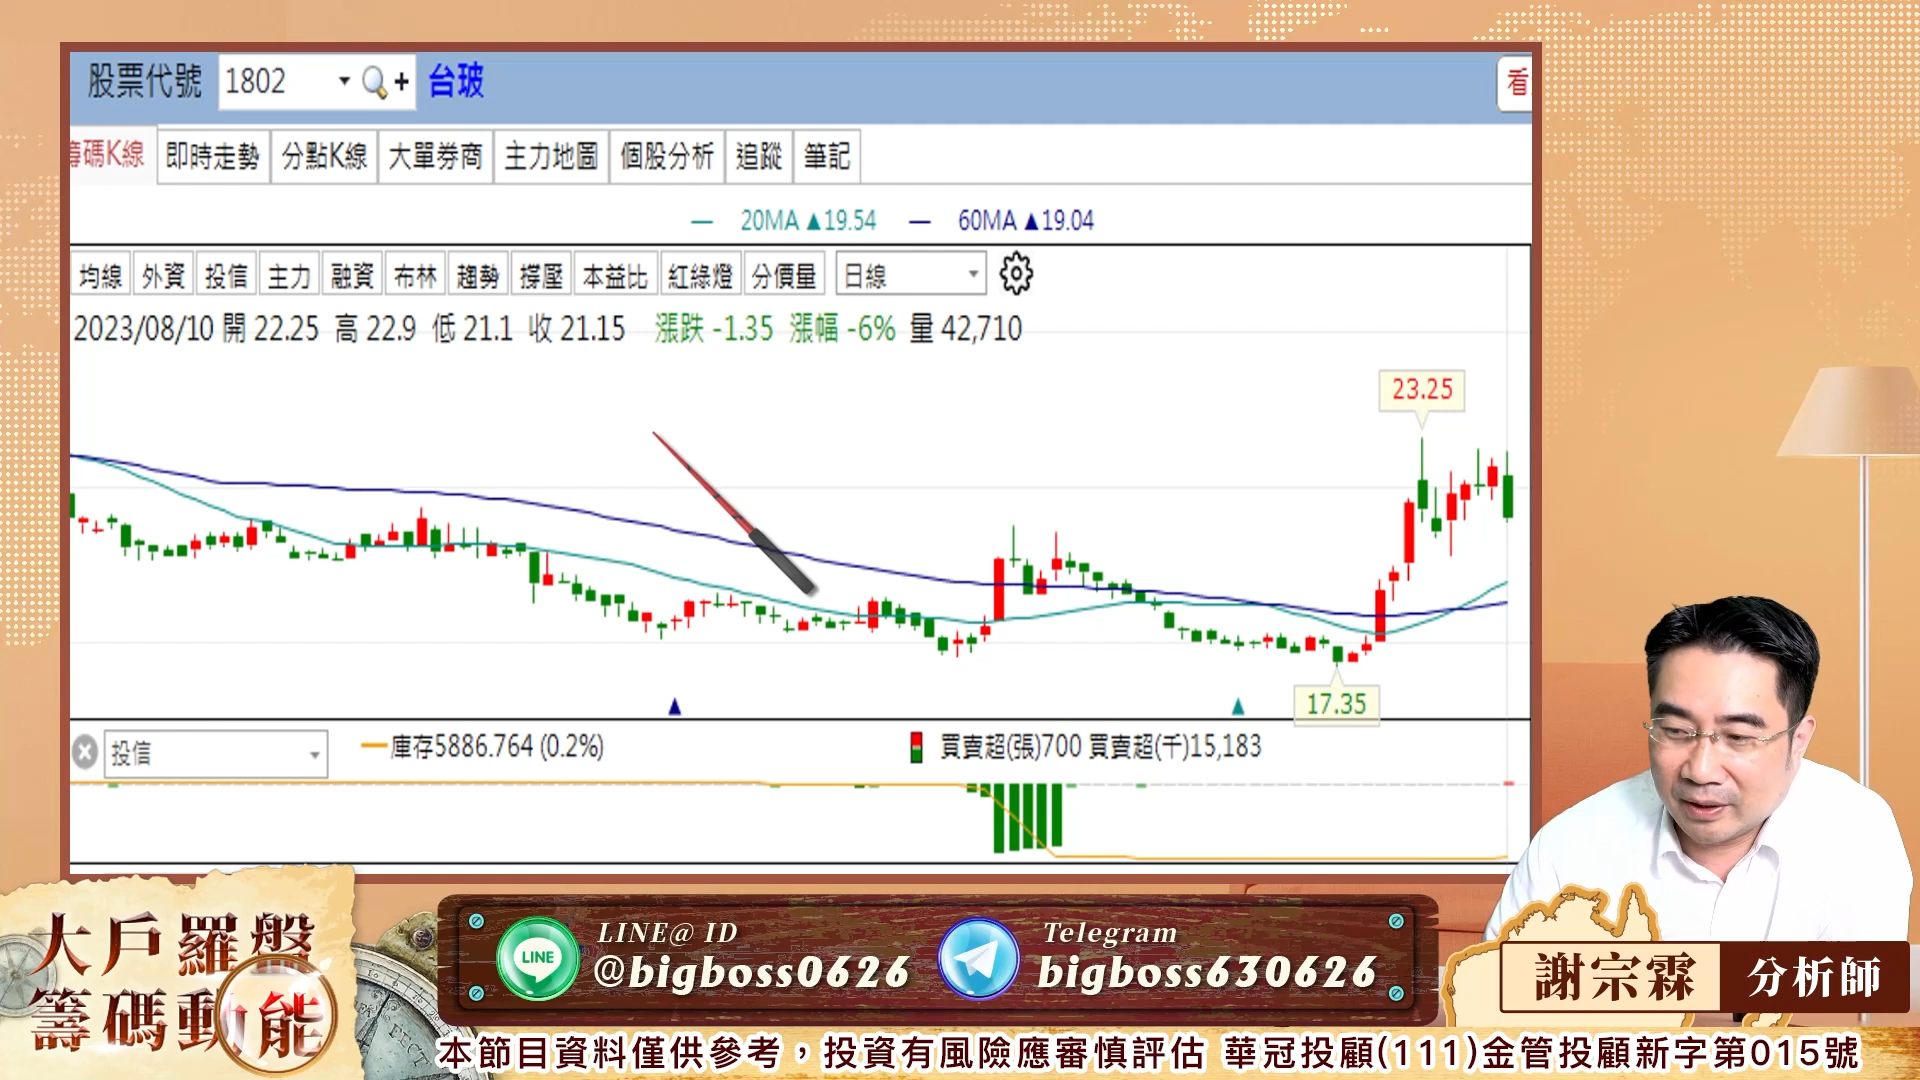 股票代號 1802 台玻
看
籌碼K線 即時走勢 分點K線 大單券商 主力地圖 個股分析 追蹤 筆記
20MA ▲19.54 60MA ▲19.04
均線 外資 投信 主力 融資 布林 趨勢 撐壓 本益比 紅綠燈 分價量 日線
2023/08/10 開 22.25 高 22.9 低 21.1 收 21.15 漲跌 -1.35 漲幅 -6% 量 42,710
23.25
17.35
投信 庫存5886.764 (0.2%) 買賣超(張)700 買賣超(千)15,183
大戶羅盤
籌碼動能
LINE
LINE@ ID
@bigboss0626
Telegram
bigboss630626
謝宗霖 分析師
本節目資料僅供參考,投資有風險應審慎評估 華冠投顧(111)金管投顧新字第015號